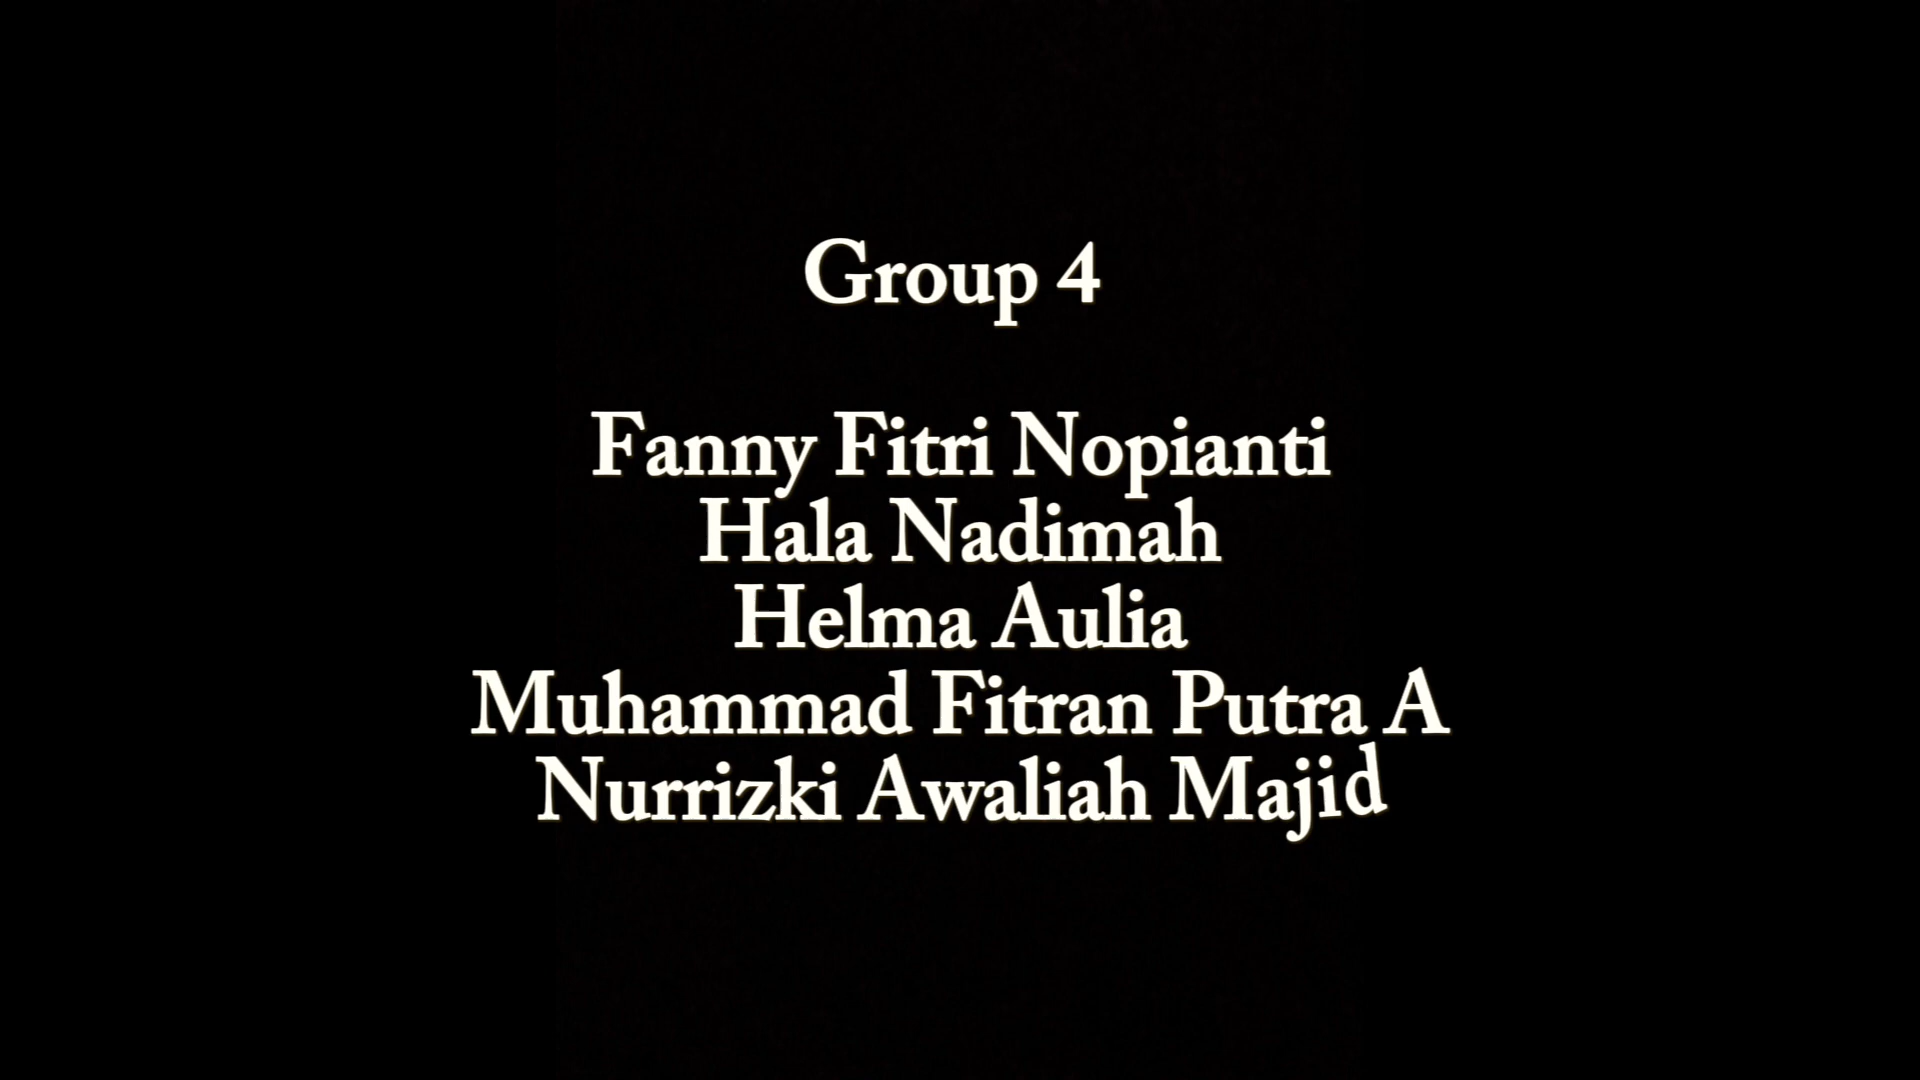 Group 4
Fanny Fitri Nopianti
Hala Nadimah
Helma Aulia
Muhammad Fitran Putra A
Nurrizki Awaliah Majid